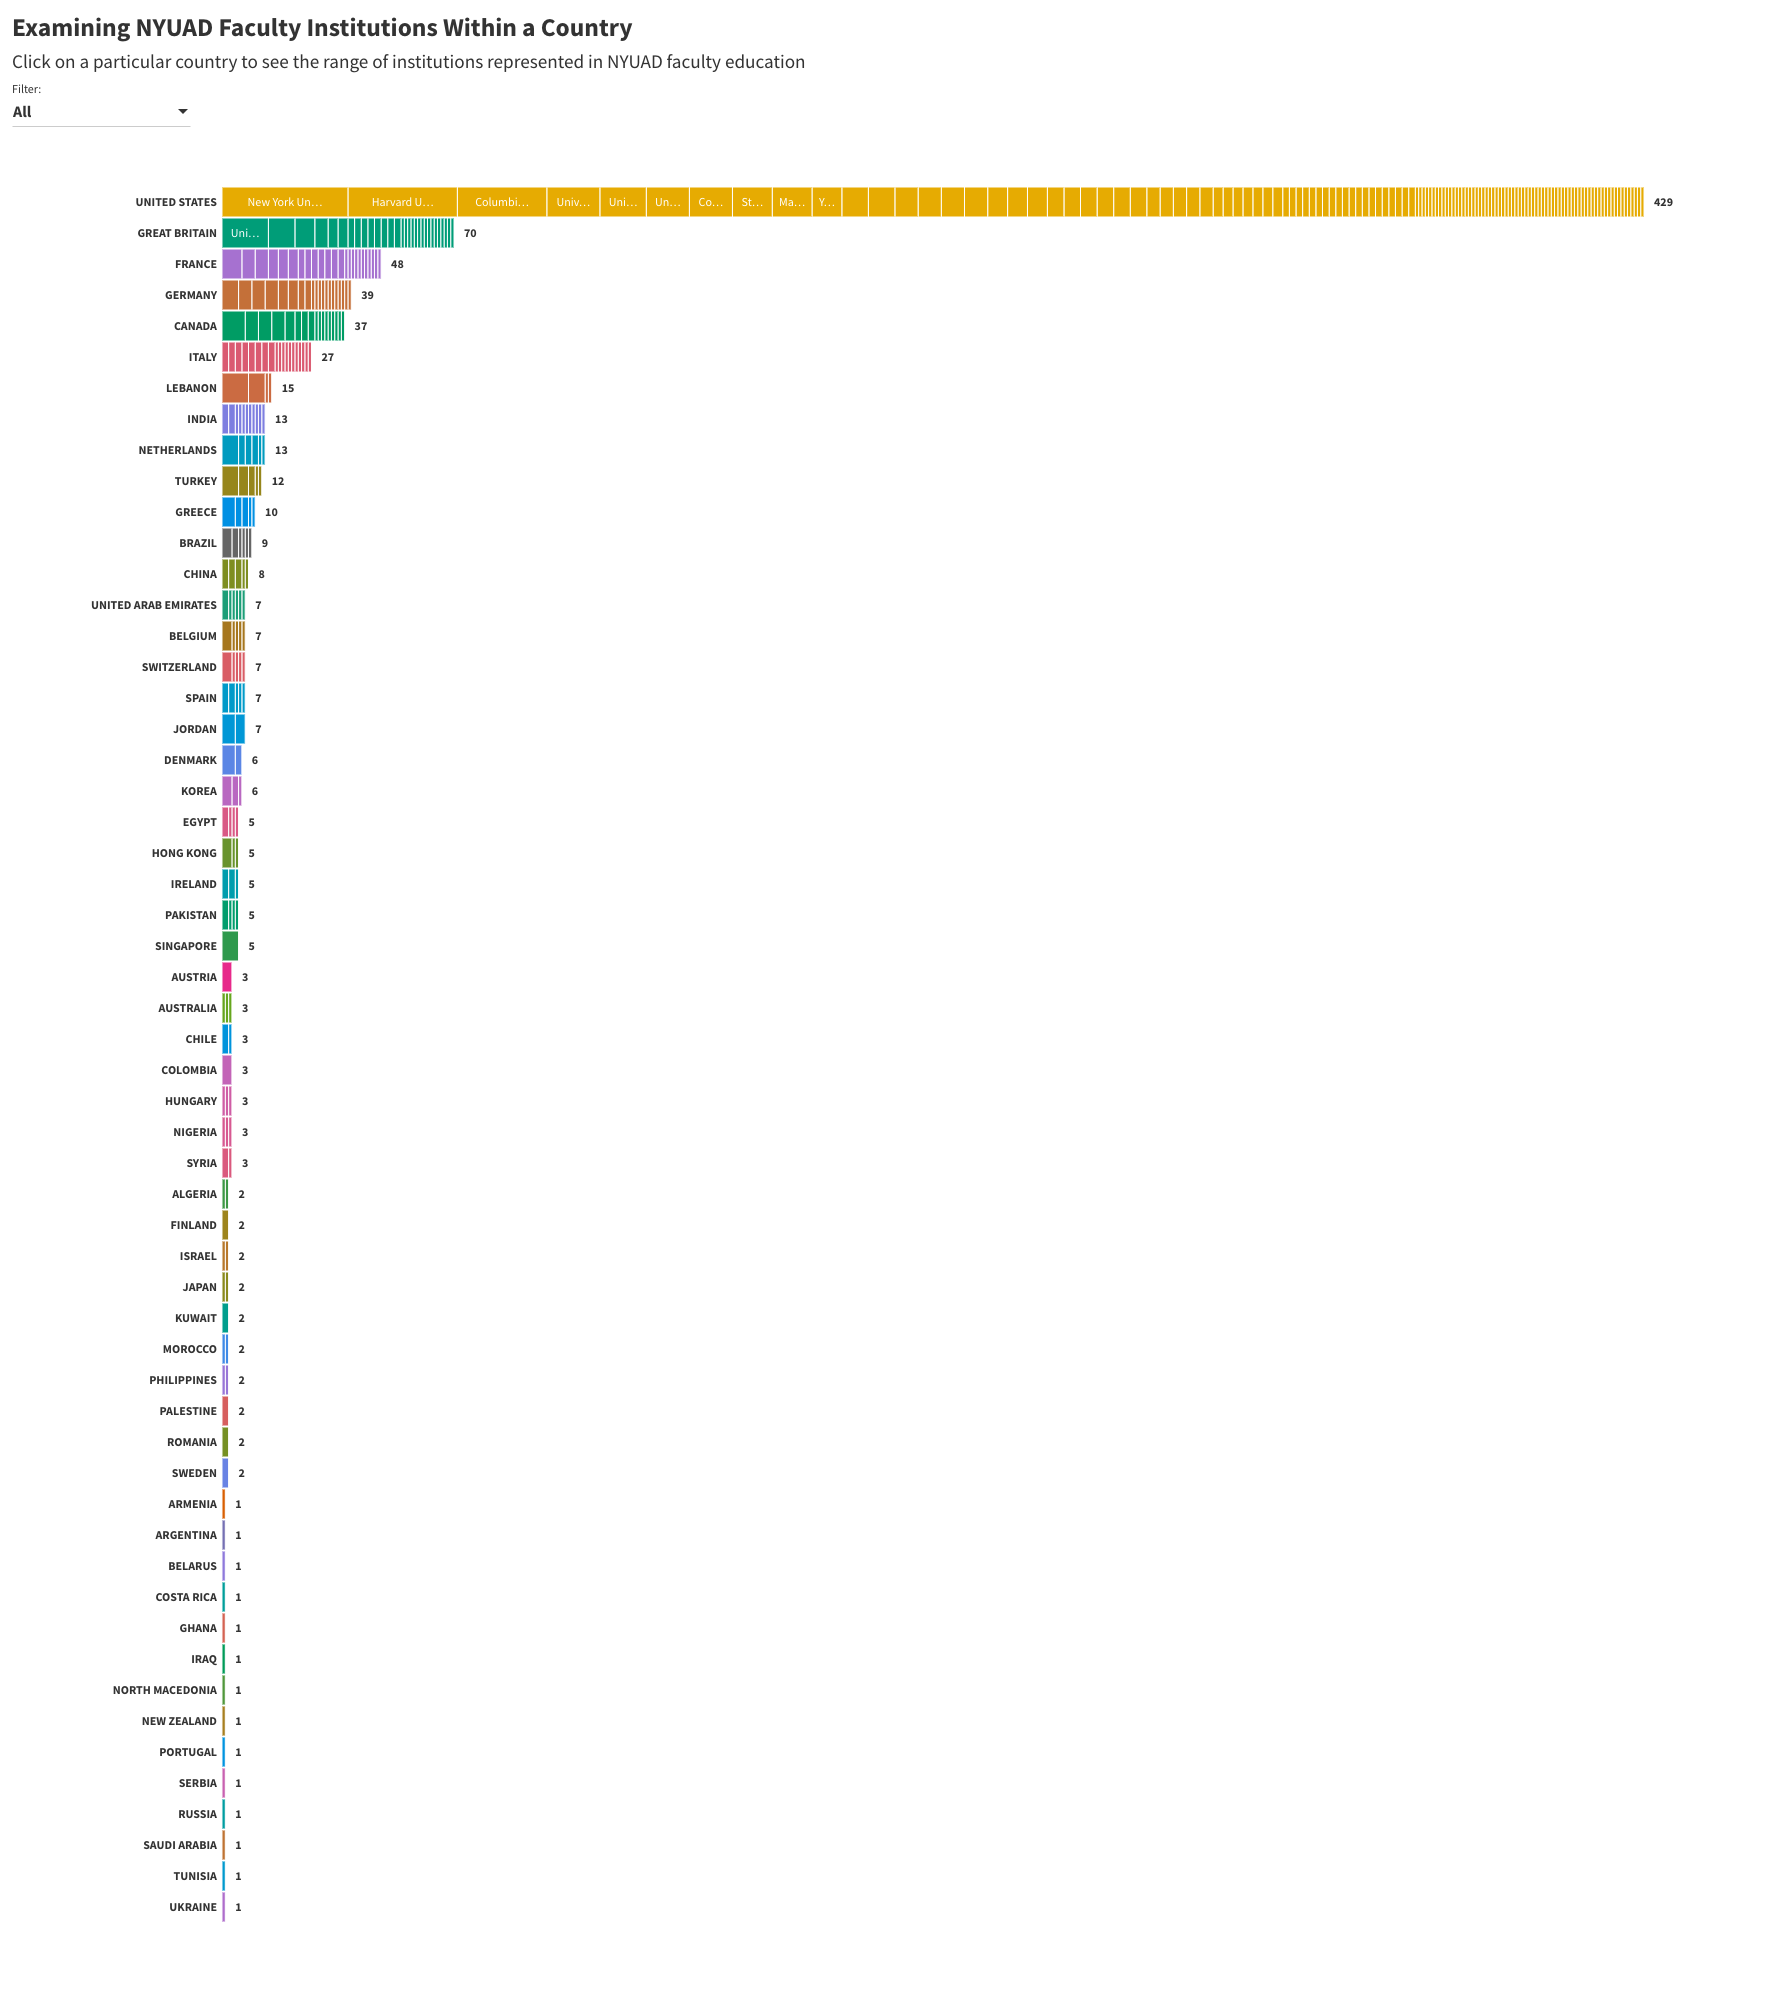 Examining NYUAD Faculty Institutions Within a Country
Click on a particular country to see the range of institutions represented in NYUAD faculty education
Filter:
All
UNITED STATES New York Un… Harvard U… Columbi… Univ… Uni… Un… Co… St… Ma… Y… 429
GREAT BRITAIN Uni… 70
FRANCE 48
GERMANY 39
CANADA 37
ITALY 27
LEBANON 15
INDIA 13
NETHERLANDS 13
TURKEY 12
GREECE 10
BRAZIL 9
CHINA 8
UNITED ARAB EMIRATES 7
BELGIUM 7
SWITZERLAND 7
SPAIN 7
JORDAN 7
DENMARK 6
KOREA 6
EGYPT 5
HONG KONG 5
IRELAND 5
PAKISTAN 5
SINGAPORE 5
AUSTRIA 3
AUSTRALIA 3
CHILE 3
COLOMBIA 3
HUNGARY 3
NIGERIA 3
SYRIA 3
ALGERIA 2
FINLAND 2
ISRAEL 2
JAPAN 2
KUWAIT 2
MOROCCO 2
PHILIPPINES 2
PALESTINE 2
ROMANIA 2
SWEDEN 2
ARMENIA 1
ARGENTINA 1
BELARUS 1
COSTA RICA 1
GHANA 1
IRAQ 1
NORTH MACEDONIA 1
NEW ZEALAND 1
PORTUGAL 1
SERBIA 1
RUSSIA 1
SAUDI ARABIA 1
TUNISIA 1
UKRAINE 1